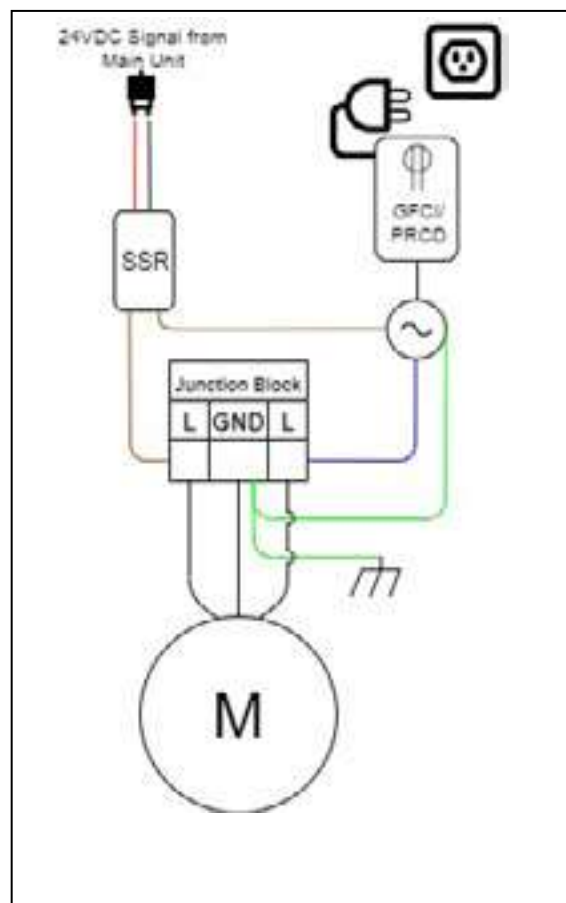 24VDC Signal from
Main Unit
GFCI/
PRCD
SSR
Junction Block
L GND L
M